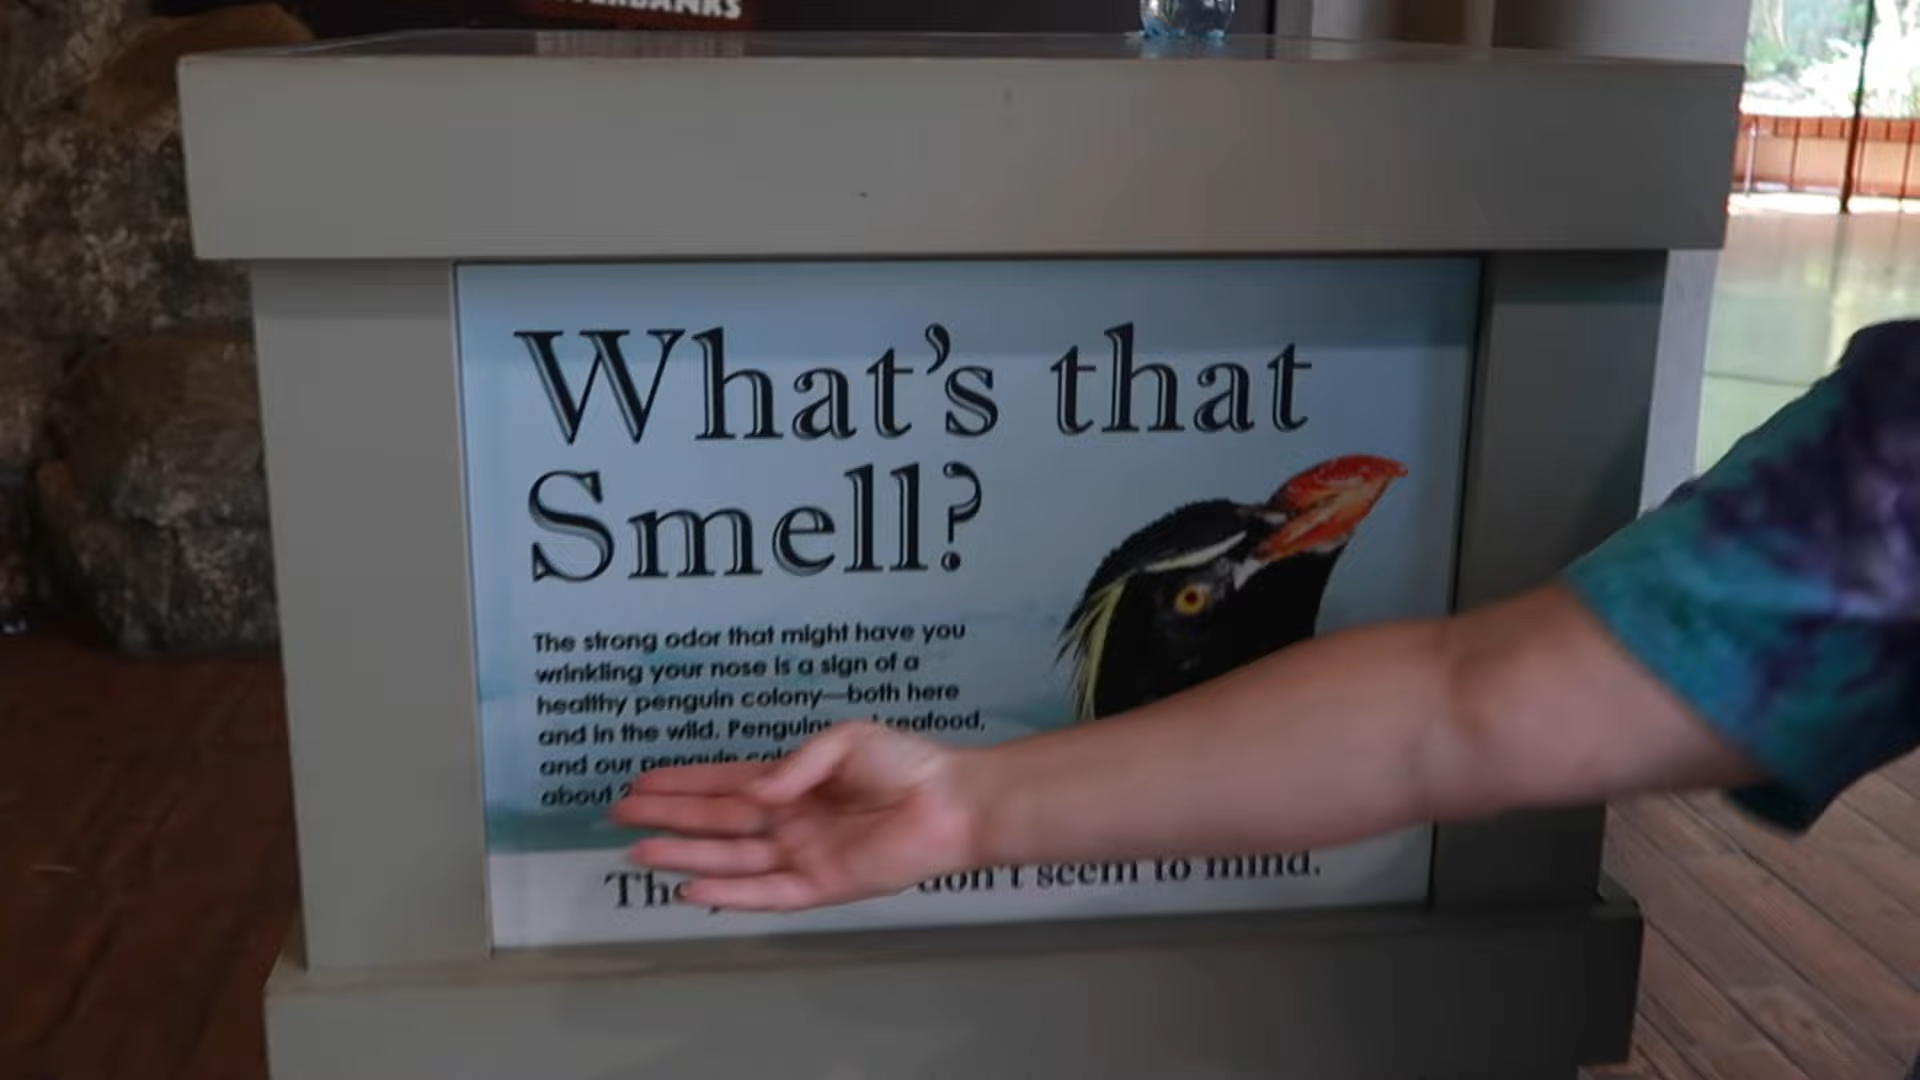 What's that
Smell?
The strong odor that might have you
wrinkling your nose is a sign of a
healthy penguin colony—both here
and in the wild. Penguins seafood,
and our penguin
about
don't seem to mind.